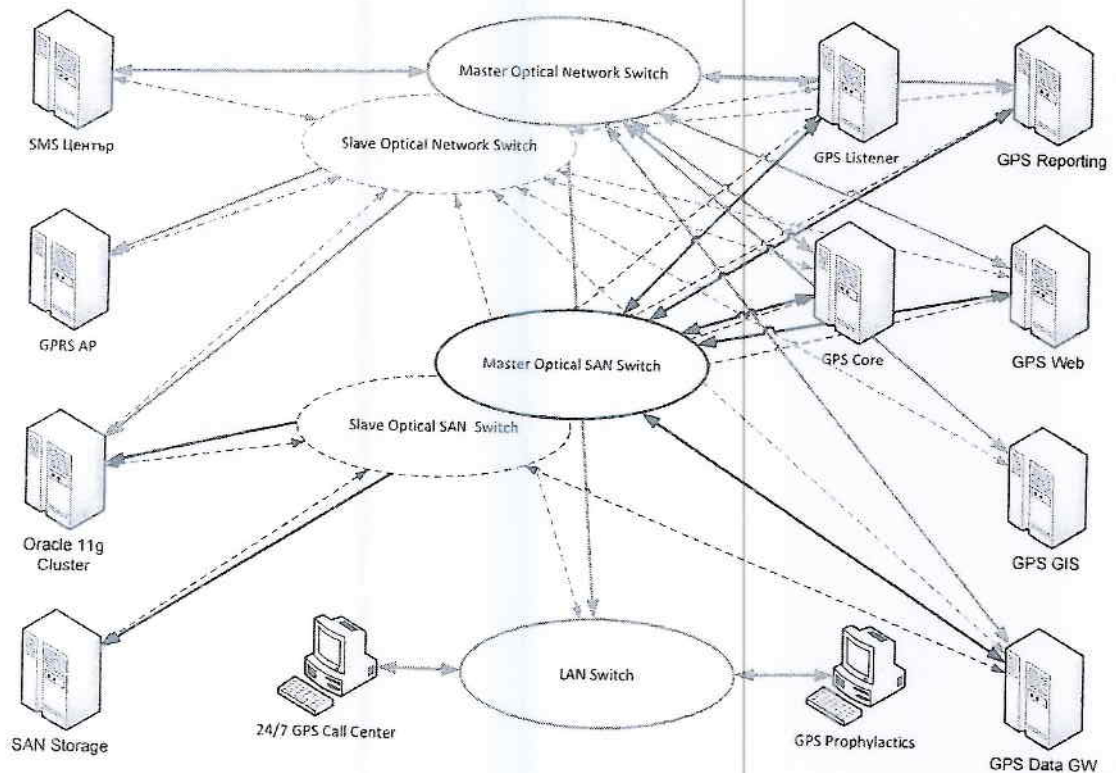 Master Optical Network Switch
SMS Център
Slave Optical Network Switch
GPS Listener
GPS Reporting
GPRS AP
Master Optical SAN Switch
GPS Core
GPS Web
Slave Optical SAN Switch
Oracle 11g
Cluster
GPS GIS
LAN Switch
24/7 GPS Call Center
GPS Prophylactics
SAN Storage
GPS Data GW